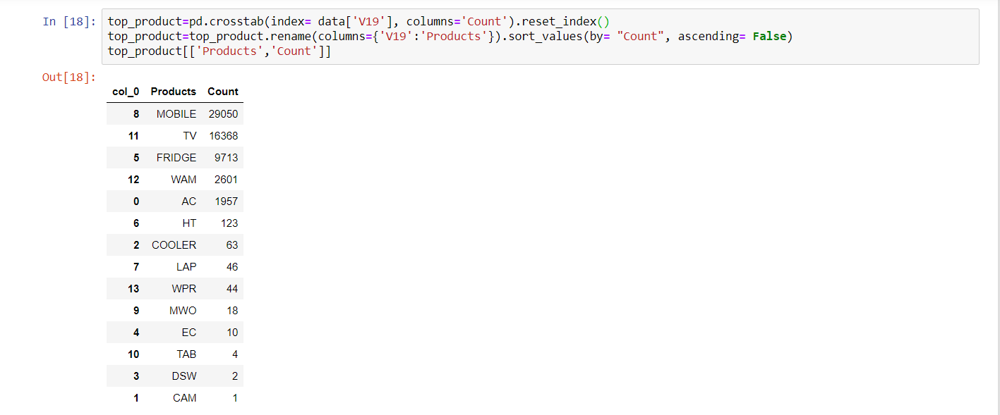 In [18]: top_product=pd.crosstab(index= data['V19'], columns='Count').reset_index()
top_product=top_product.rename(columns={'V19':'Products'}).sort_values(by= "Count", ascending= False)
top_product[['Products','Count']]
Out[18]:
col_0 Products Count
8 MOBILE 29050
11 TV 16368
5 FRIDGE 9713
12 WAM 2601
0 AC 1957
6 HT 123
2 COOLER 63
7 LAP 46
13 WPR 44
9 MWO 18
4 EC 10
10 TAB 4
3 DSW 2
1 CAM 1